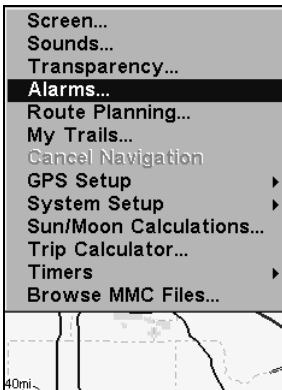 Screen...
Sounds...
Transparency...
Alarms...
Route Planning...
My Trails...
Cancel Navigation
GPS Setup
System Setup
Sun/Moon Calculations...
Trip Calculator...
Timers
Browse MMC Files...
40mi